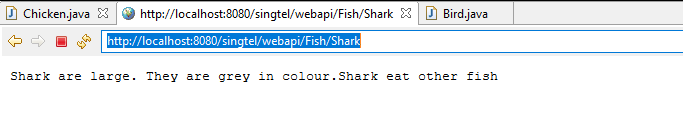 Chicken.java http://localhost:8080/singtel/webapi/Fish/Shark Bird.java
http://localhost:8080/singtel/webapi/Fish/Shark
Shark are large. They are grey in colour.Shark eat other fish